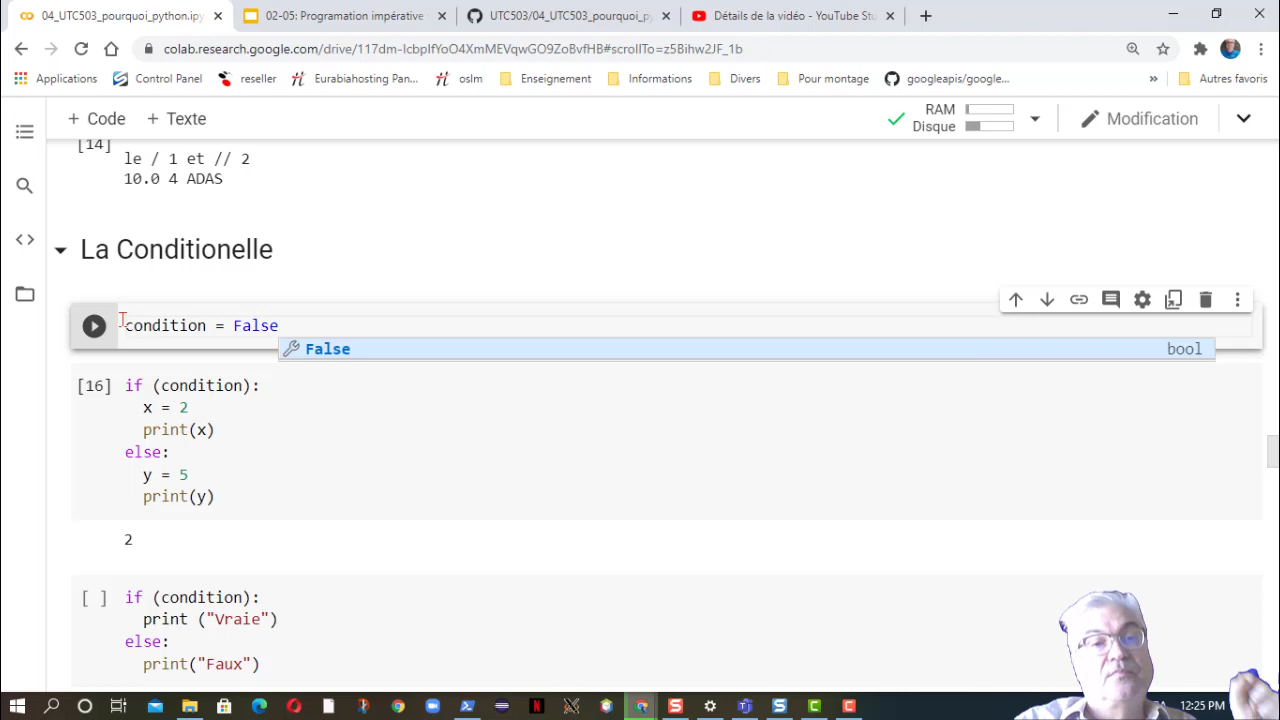 04_UTC503_pourquoi_python.ipy
02-05: Programation impérative
UTC503/04_UTC503_pourquoi_py
Détails de la vidéo - YouTube Stu
colab.research.google.com/drive/117dm-IcbpIfYoO4XmMEVqwGO9ZoBvfHB#scrollTo=z5Bihw2JF_1b
Applications
Control Panel
reseller
Eurabiahosting Pan...
oslm
Enseignement
Informations
Divers
Pour montage
googleapis/google...
»
Autres favoris
+ Code
+ Texte
RAM
Disque
Modification
[14]
le / 1 et // 2
10.0 4 ADAS
La Conditionelle
condition = False
False
bool
[16]
if (condition):
x = 2
print(x)
else:
y = 5
print(y)
2
[ ]
if (condition):
print ("Vraie")
else:
print("Faux")
12:25 PM